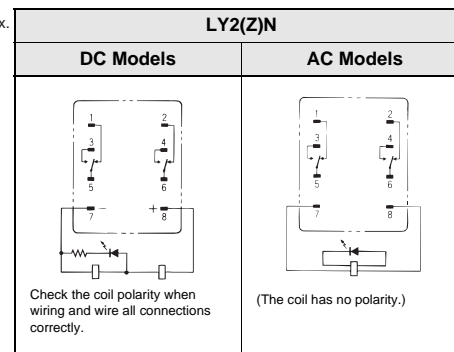 x.
LY2(Z)N
DC Models
AC Models
1 2
3 4
5 6
7 − + 8
1 2
3 4
5 6
7 8
Check the coil polarity when
wiring and wire all connections
correctly.
(The coil has no polarity.)